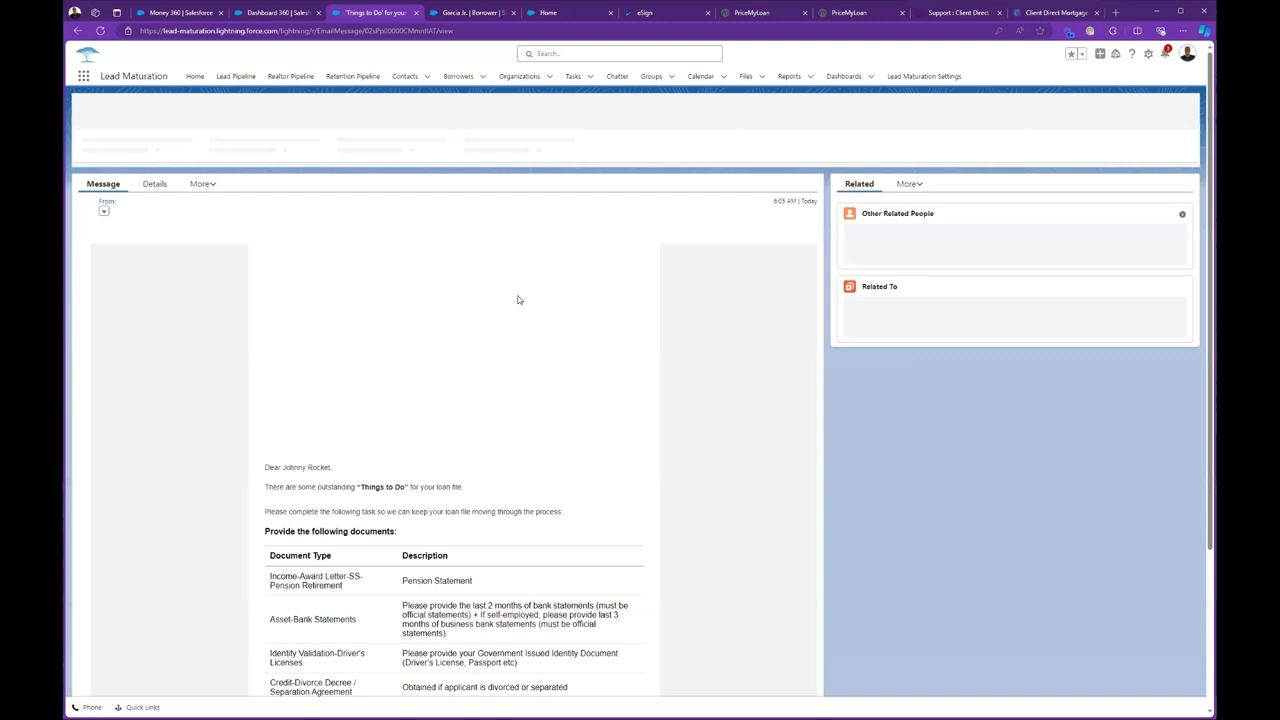 Money 360 | Salesforce
Dashboard 360 | Salesf
'Things to Do' for your
Garcia Jr. | Borrower | S
Home
eSign
PriceMyLoan
PriceMyLoan
Support : Client Direct
Client Direct Mortgage
https://lead-maturation.lightning.force.com/lightning/r/EmailMessage/02sPp00000CMmnIIAT/view
Search...
Lead Maturation
Home
Lead Pipeline
Realtor Pipeline
Retention Pipeline
Contacts
Borrowers
Organizations
Tasks
Chatter
Groups
Calendar
Files
Reports
Dashboards
Lead Maturation Settings
Message
Details
More
Related
More
From:
6:05 AM | Today
Other Related People
Related To
Dear Johnny Rocket,
There are some outstanding "Things to Do" for your loan file.
Please complete the following task so we can keep your loan file moving through the process:
Provide the following documents:
Document Type
Description
Income-Award Letter-SS-
Pension Retirement
Pension Statement
Asset-Bank Statements
Please provide the last 2 months of bank statements (must be
official statements) + If self-employed, please provide last 3
months of business bank statements (must be official
statements).
Identity Validation-Driver's
Licenses
Please provide your Government Issued Identity Document
(Driver's License, Passport etc)
Credit-Divorce Decree /
Separation Agreement
Obtained if applicant is divorced or separated
Phone
Quick Links